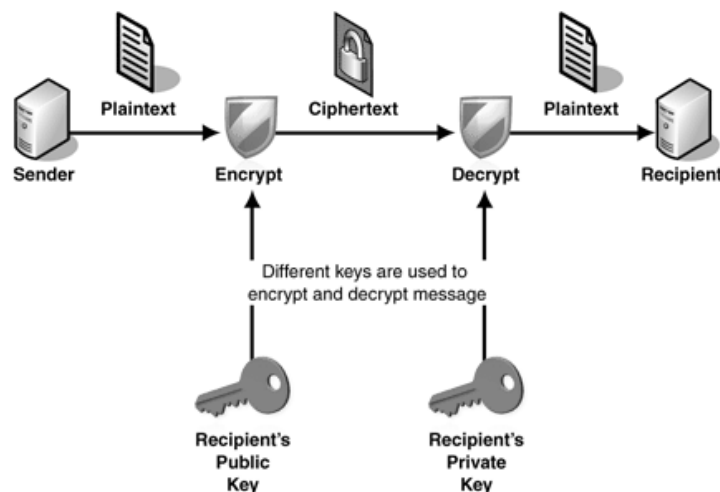 Plaintext
Ciphertext
Plaintext
Sender
Encrypt
Decrypt
Recipient
Different keys are used to
encrypt and decrypt message
Recipient's
Public
Key
Recipient's
Private
Key